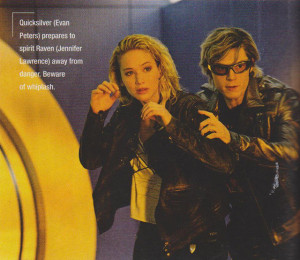 Quicksilver (Evan
Peters) prepares to
spirit Raven (Jennifer
Lawrence) away from
danger. Beware
of whiplash.